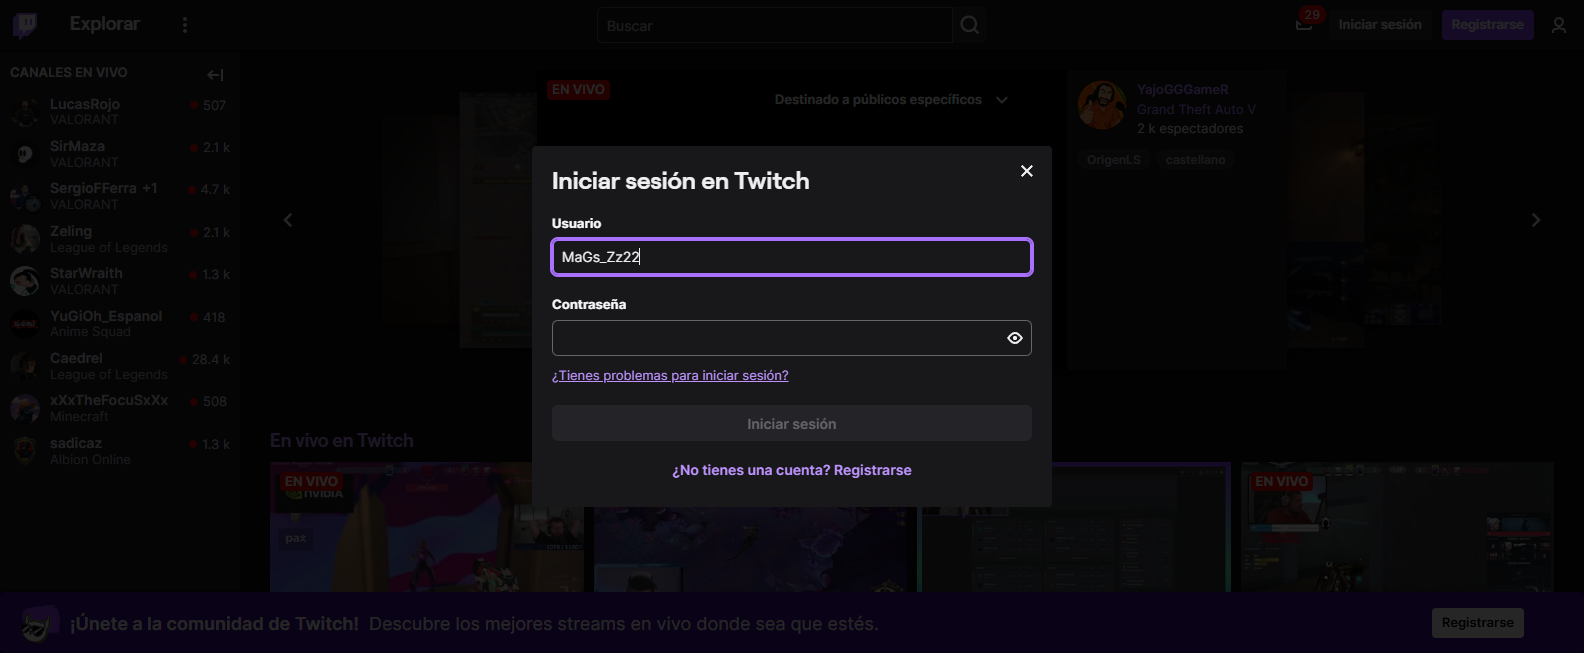 Explorar
Buscar
29
Iniciar sesión
Registrarse
CANALES EN VIVO
LucasRojo
507
VALORANT
SirMaza
2.1 k
VALORANT
SergioFFerra +1
4.7 k
VALORANT
Zeling
2.1 k
League of Legends
StarWraith
1.3 k
VALORANT
YuGiOh_Espanol
418
Anime Squad
Caedrel
28.4 k
League of Legends
xXxTheFocuSxXx
508
Minecraft
sadicaz
1.3 k
Albion Online
EN VIVO
Destinado a públicos específicos
YajoGGGameR
Grand Theft Auto V
2 k espectadores
OrigenLS
castellano
Iniciar sesión en Twitch
Usuario
MaGs_Zz22
Contraseña
¿Tienes problemas para iniciar sesión?
Iniciar sesión
¿No tienes una cuenta? Registrarse
En vivo en Twitch
EN VIVO
NVIDIA
pax
EN VIVO
¡Únete a la comunidad de Twitch! Descubre los mejores streams en vivo donde sea que estés.
Registrarse